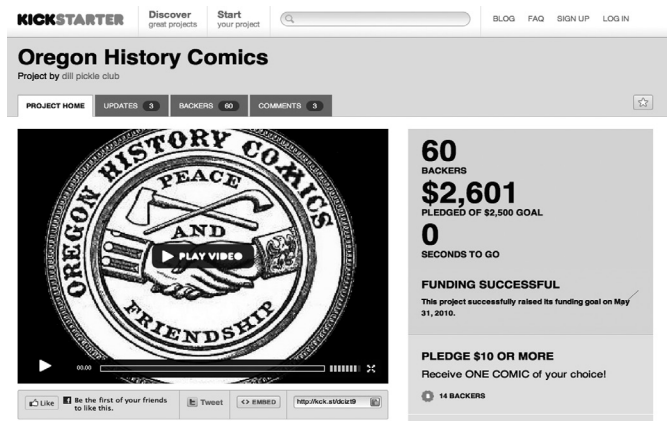 KICKSTARTER
Discover
great projects
Start
your project
BLOG FAQ SIGN UP LOG IN
Oregon History Comics
Project by dill pickle club
PROJECT HOME UPDATES 3 BACKERS 60 COMMENTS 3
OREGON HISTORY COMICS
PEACE
AND
FRIENDSHIP
PLAY VIDEO
00:00
60
BACKERS
$2,601
PLEDGED OF $2,500 GOAL
0
SECONDS TO GO
FUNDING SUCCESSFUL
This project successfully raised its funding goal on May
31, 2010.
PLEDGE $10 OR MORE
Receive ONE COMIC of your choice!
14 BACKERS
Like Be the first of your friends
to like this.
Tweet
<> EMBED
http://kck.st/dcizt9